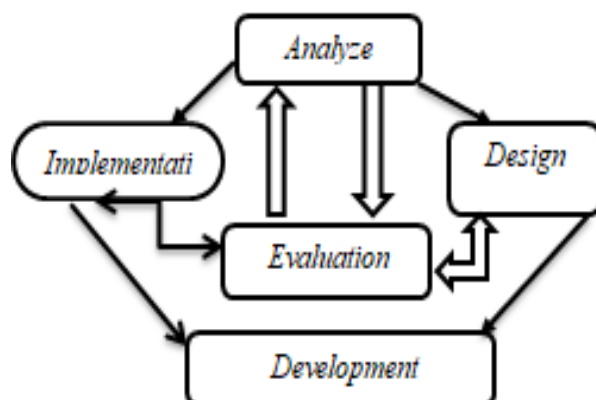 Analyze
Implementati
Design
Evaluation
Development